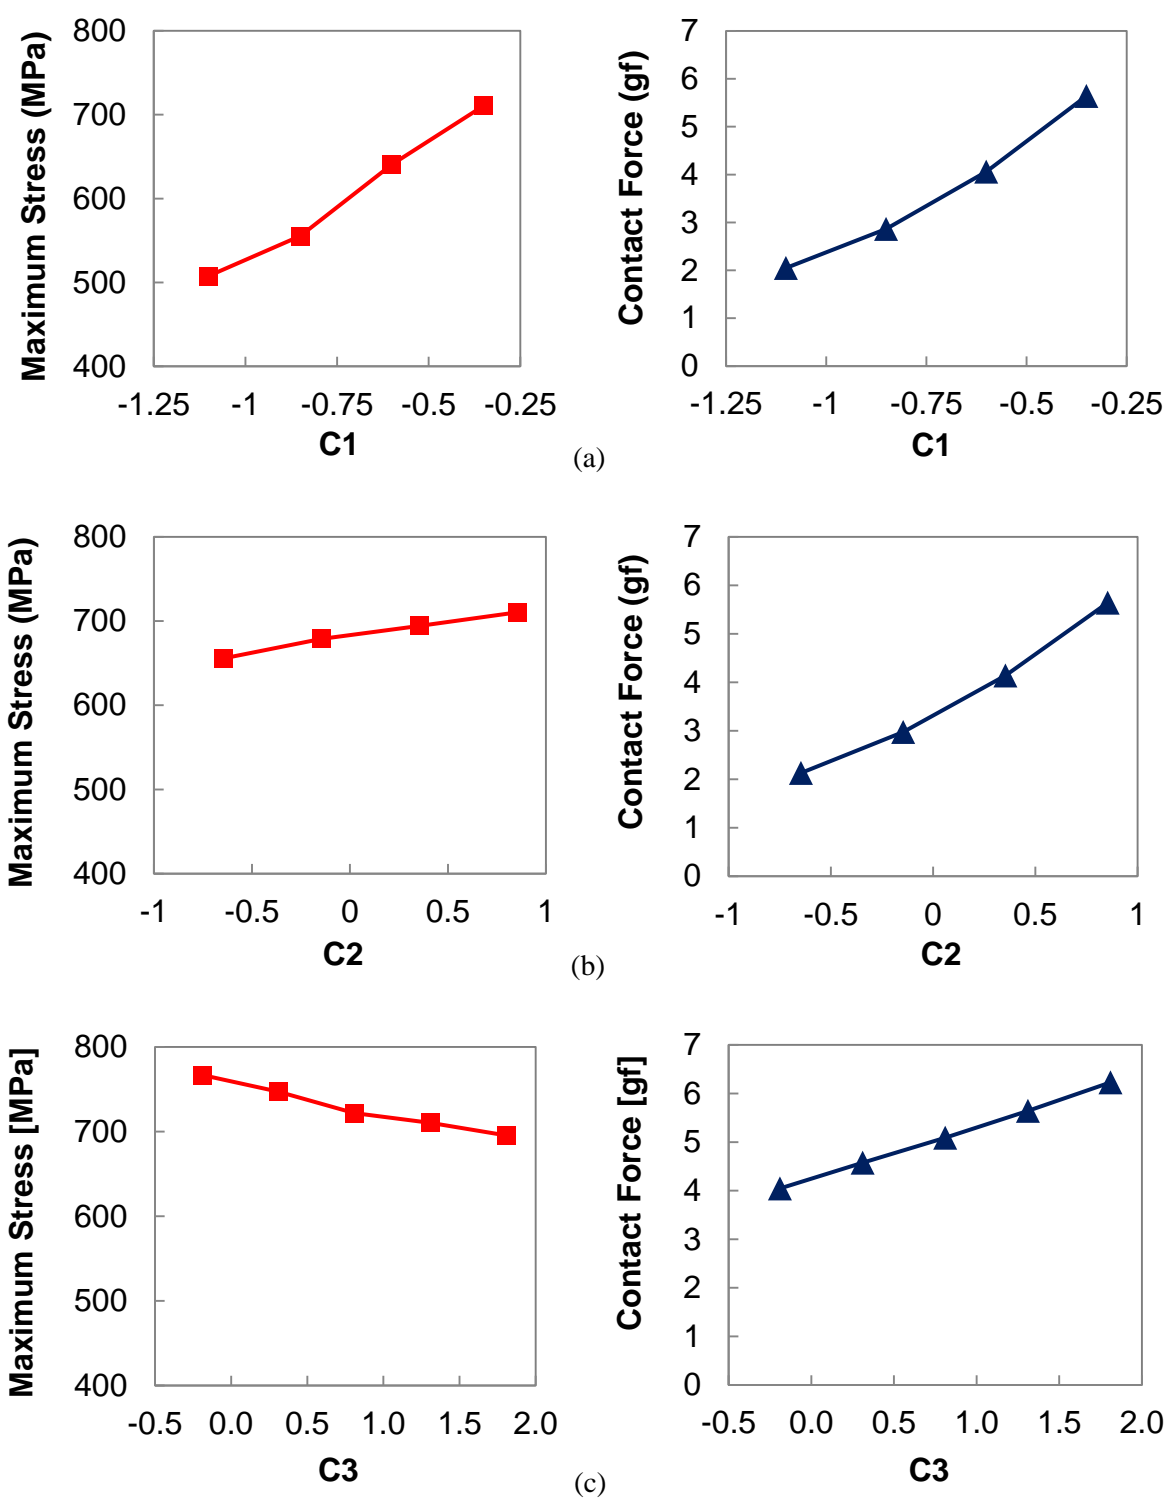 Maximum Stress (MPa)
800
700
600
500
400
-1.25 -1 -0.75 -0.5 -0.25
C1
Contact Force (gf)
7
6
5
4
3
2
1
0
-1.25 -1 -0.75 -0.5 -0.25
C1
(a)
Maximum Stress (MPa)
800
700
600
500
400
-1 -0.5 0 0.5 1
C2
Contact Force (gf)
7
6
5
4
3
2
1
0
-1 -0.5 0 0.5 1
C2
(b)
Maximum Stress [MPa]
800
700
600
500
400
-0.5 0.0 0.5 1.0 1.5 2.0
C3
Contact Force [gf]
7
6
5
4
3
2
1
0
-0.5 0.0 0.5 1.0 1.5 2.0
C3
(c)